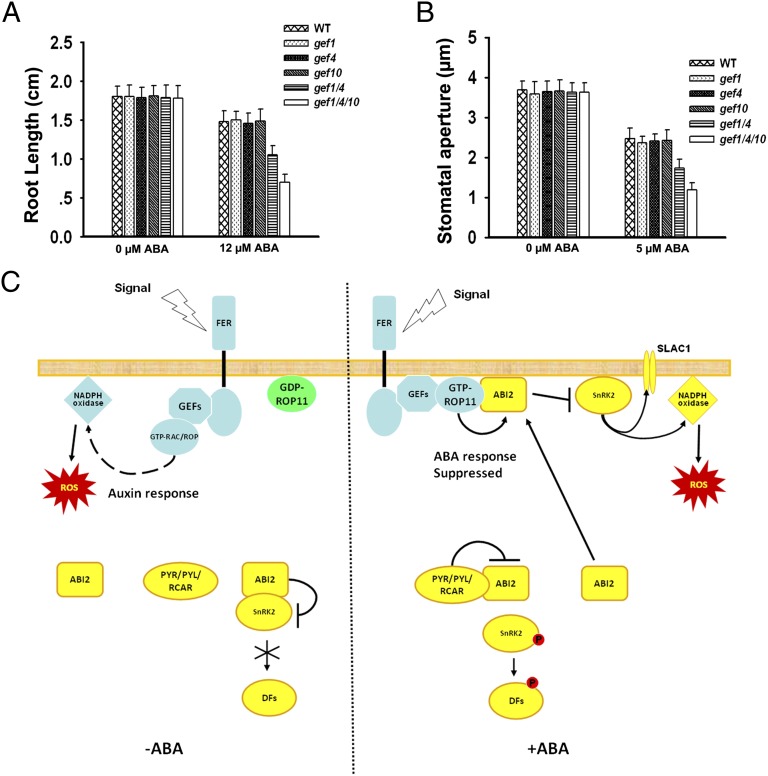 A
WT
gef1
gef4
gef10
gef1/4
gef1/4/10
Root Length (cm)
2.5
2.0
1.5
1.0
.5
0.0
0 µM ABA
12 µM ABA
B
WT
gef1
gef4
gef10
gef1/4
gef1/4/10
Stomatal aperture (µm)
5
4
3
2
1
0
0 µM ABA
5 µM ABA
C
Signal
FER
NADPH
oxidase
GEFs
GTP-RAC/ROP
GDP-
ROP11
ROS
Auxin response
ABI2
PYR/PYL/
RCAR
ABI2
SnRK2
DFs
-ABA
FER
Signal
SLAC1
GEFs
GTP-
ROP11
ABI2
SnRK2
NADPH
oxidase
ABA response
Suppressed
ROS
PYR/PYL/
RCAR
ABI2
ABI2
SnRK2
P
P
DFs
+ABA